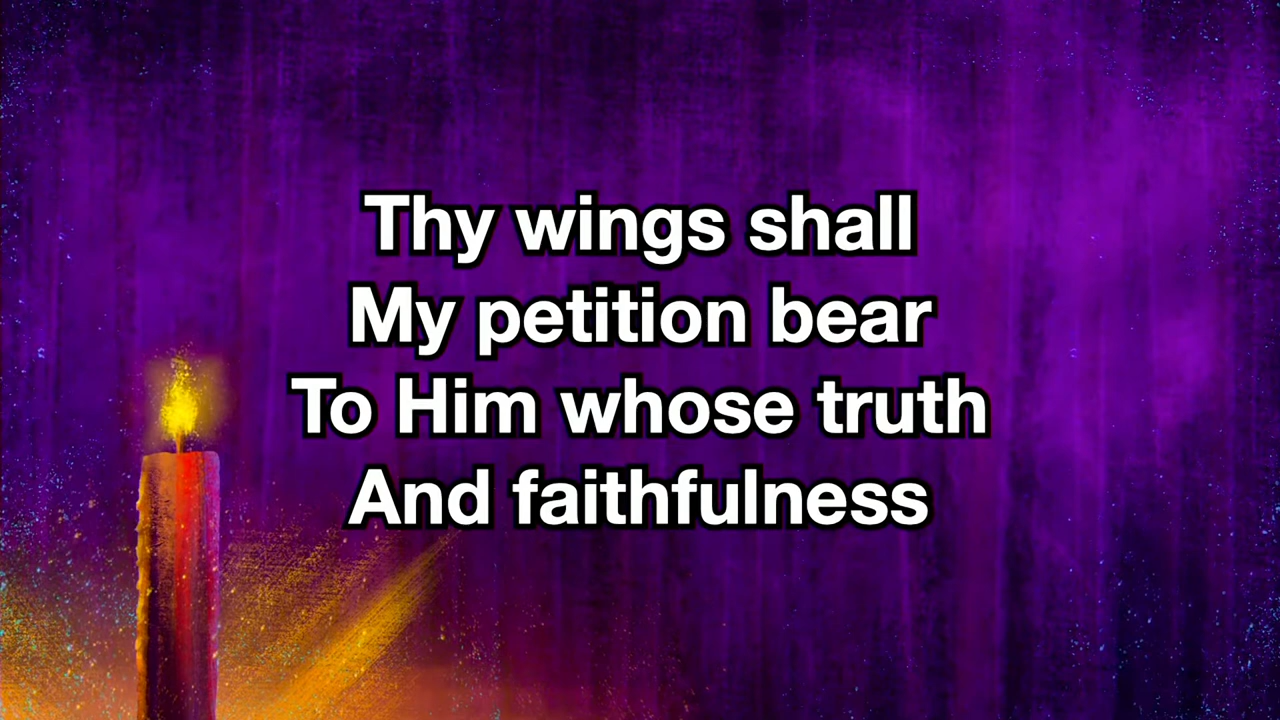 Thy wings shall
My petition bear
To Him whose truth
And faithfulness